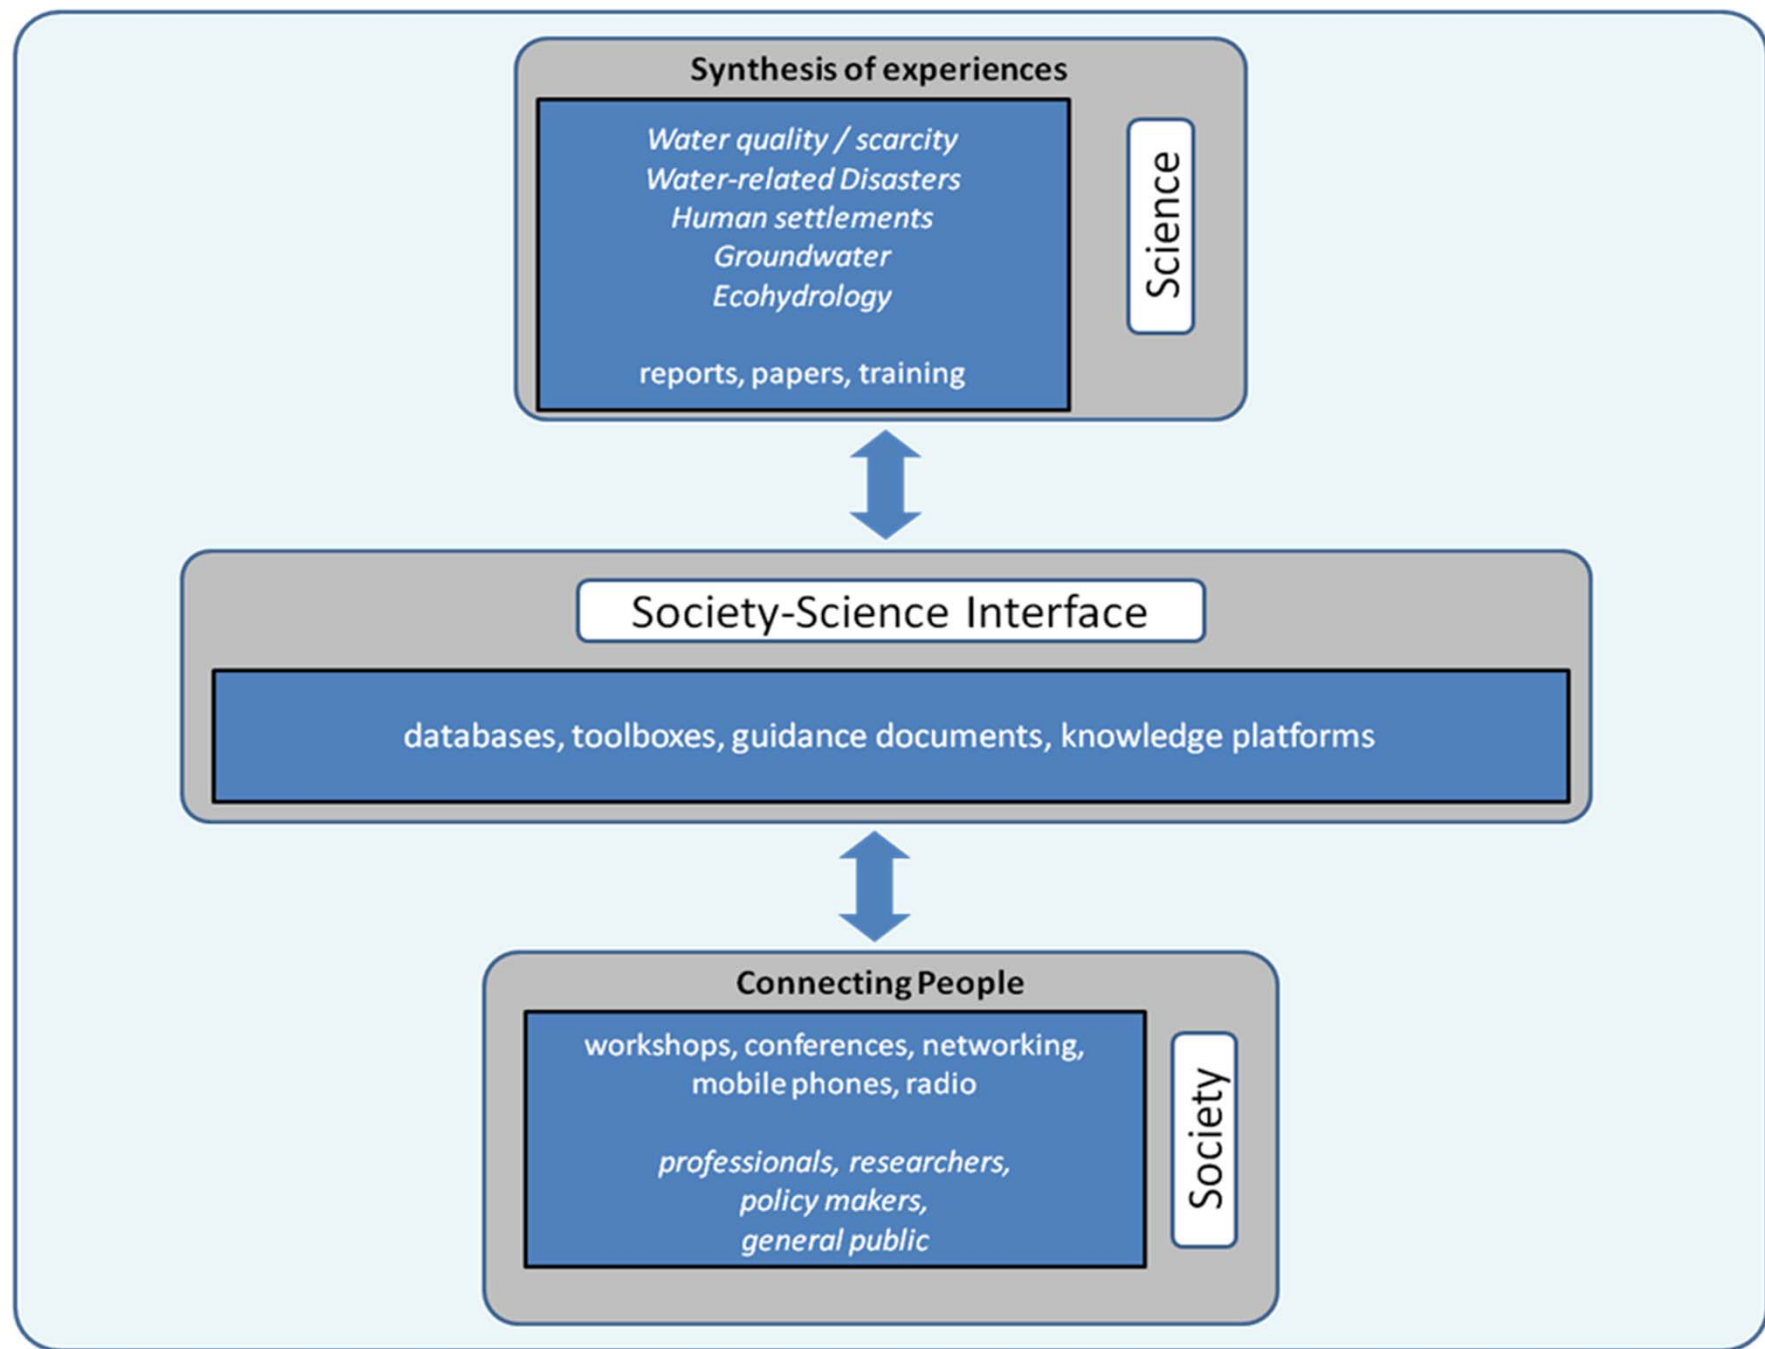 Synthesis of experiences
Water quality / scarcity
Water-related Disasters
Human settlements
Groundwater
Ecohydrology
reports, papers, training
Science
Society-Science Interface
databases, toolboxes, guidance documents, knowledge platforms
Connecting People
workshops, conferences, networking,
mobile phones, radio
professionals, researchers,
policy makers,
general public
Society